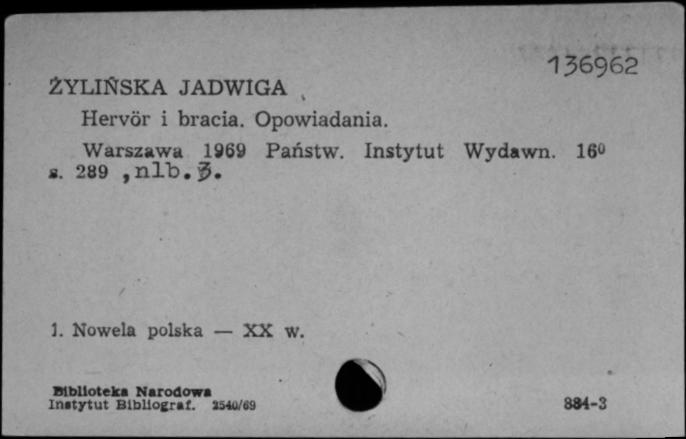 136962
ŻYLIŃSKA JADWIGA
Hervör i bracia. Opowiadania.
Warszawa 1969 Państw. Instytut Wydawn. 16⁰
s. 289 , nlb. 3.
1. Nowela polska — XX w.
Biblioteka Narodowa
Instytut Bibliograf. 2540/69
884-3